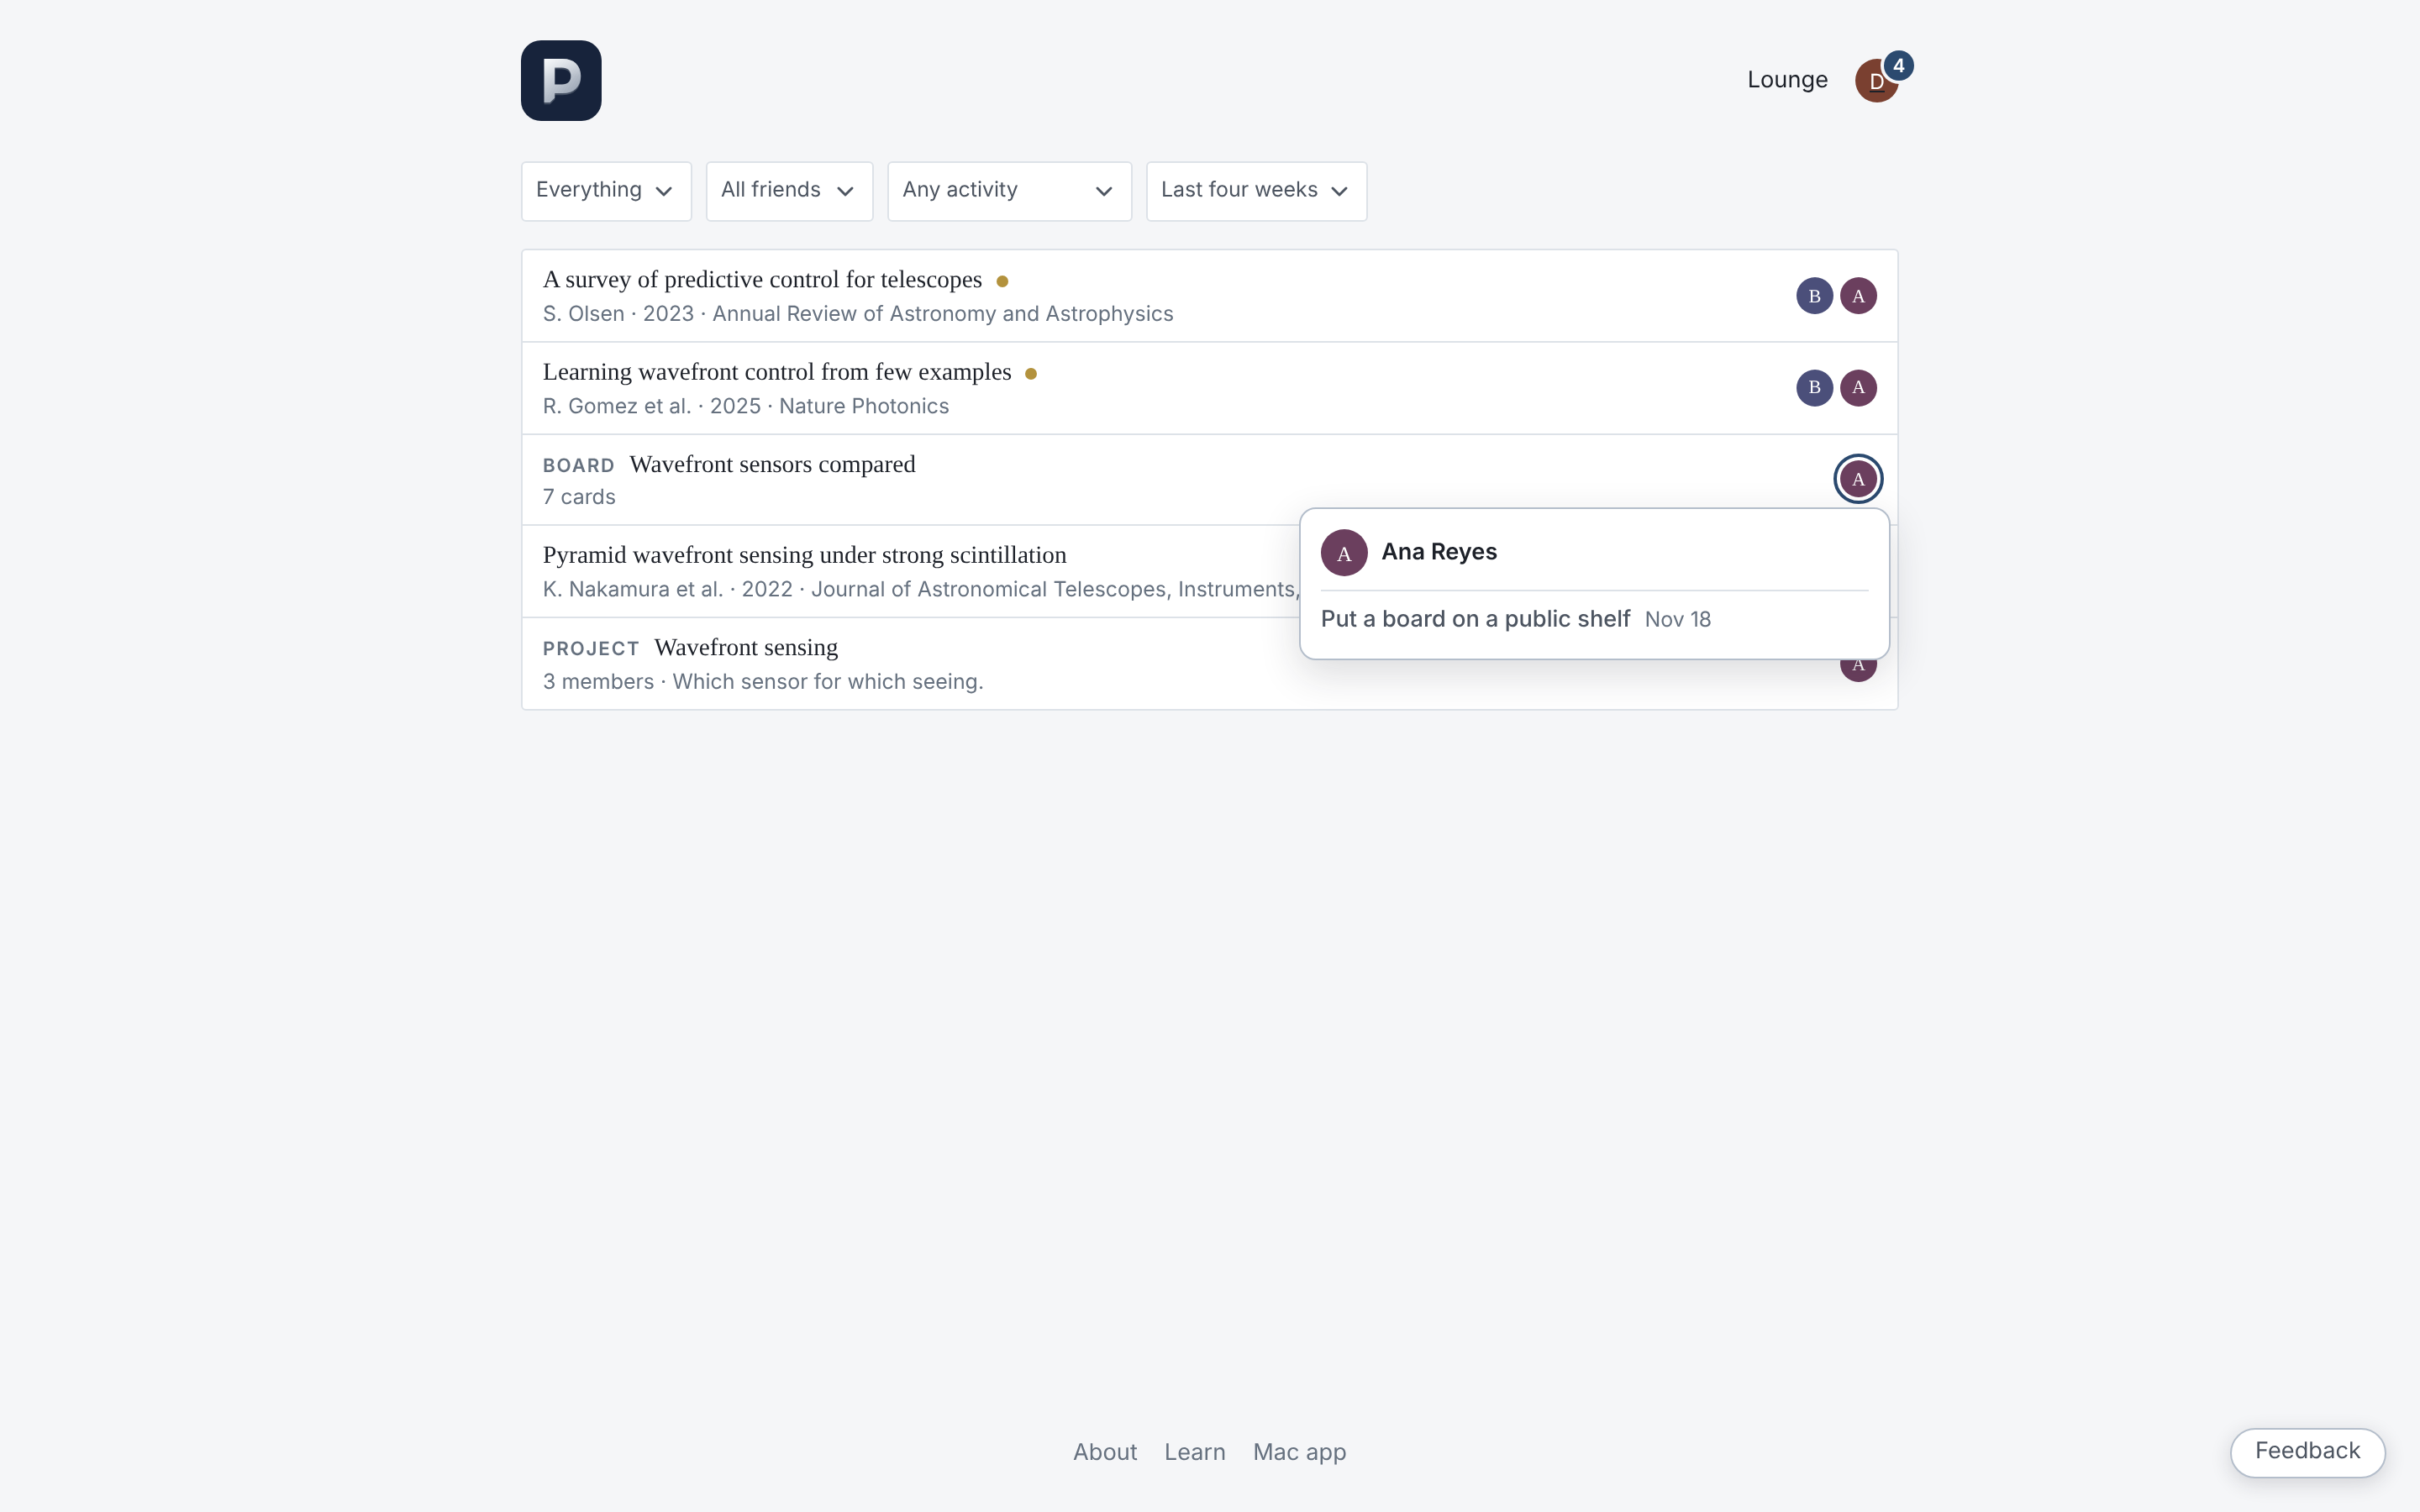 P
Lounge D 4
Everything All friends Any activity Last four weeks
A survey of predictive control for telescopes
S. Olsen · 2023 · Annual Review of Astronomy and Astrophysics
B A
Learning wavefront control from few examples
R. Gomez et al. · 2025 · Nature Photonics
B A
BOARD Wavefront sensors compared
7 cards
A
A Ana Reyes
Put a board on a public shelf Nov 18
Pyramid wavefront sensing under strong scintillation
K. Nakamura et al. · 2022 · Journal of Astronomical Telescopes, Instruments,
PROJECT Wavefront sensing
3 members · Which sensor for which seeing.
A
About Learn Mac app
Feedback